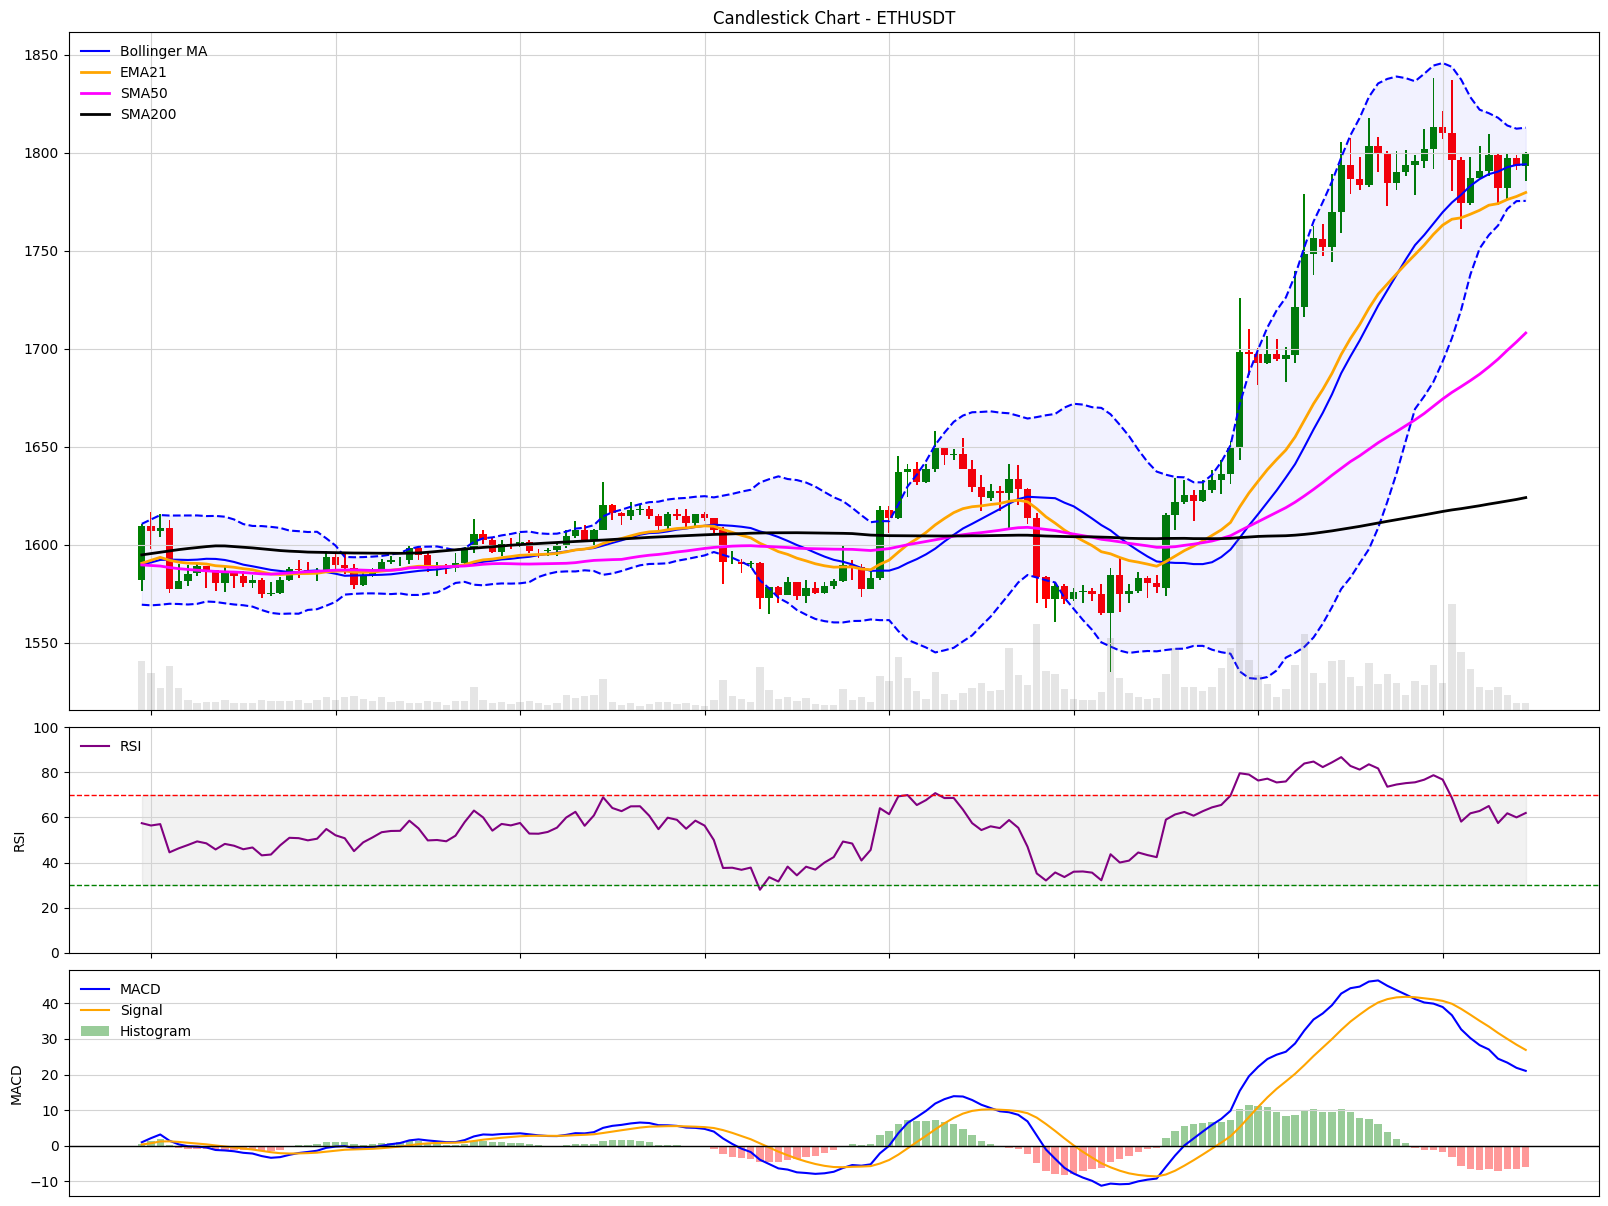 Candlestick Chart - ETHUSDT
Bollinger MA
EMA21
SMA50
SMA200
1850
1800
1750
1700
1650
1600
1550
RSI
100
80
60
40
20
0
RSI
MACD
Signal
Histogram
40
30
20
10
0
−10
MACD